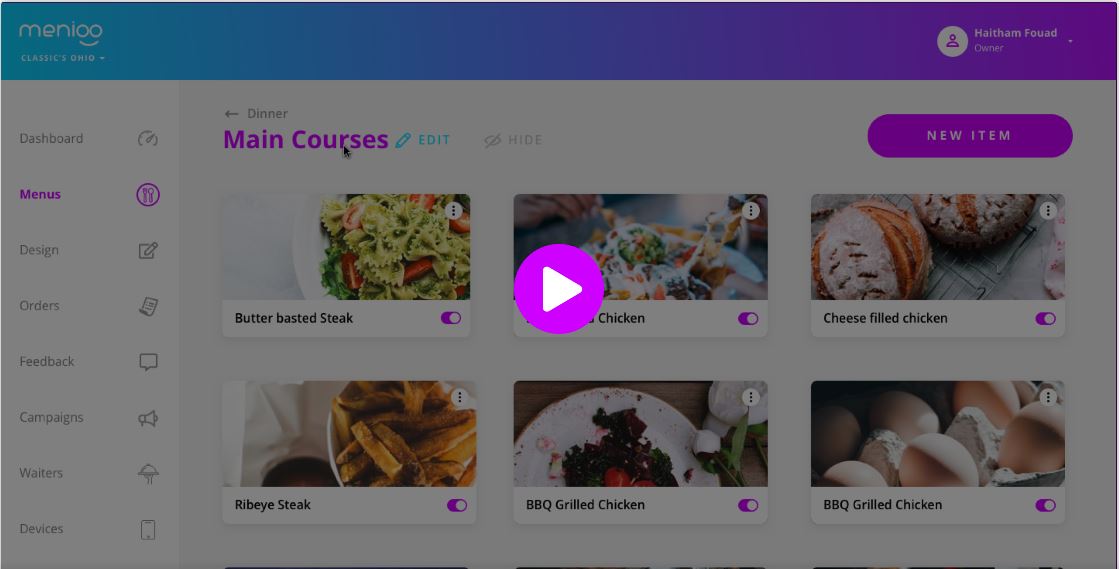 menioo
CLASSIC'S OHIO
Haitham Fouad
Owner
Dashboard
Menus
Design
Orders
Feedback
Campaigns
Waiters
Devices
Dinner
Main Courses
EDIT
HIDE
NEW ITEM
Butter basted Steak
Chicken
Cheese filled chicken
Ribeye Steak
BBQ Grilled Chicken
BBQ Grilled Chicken